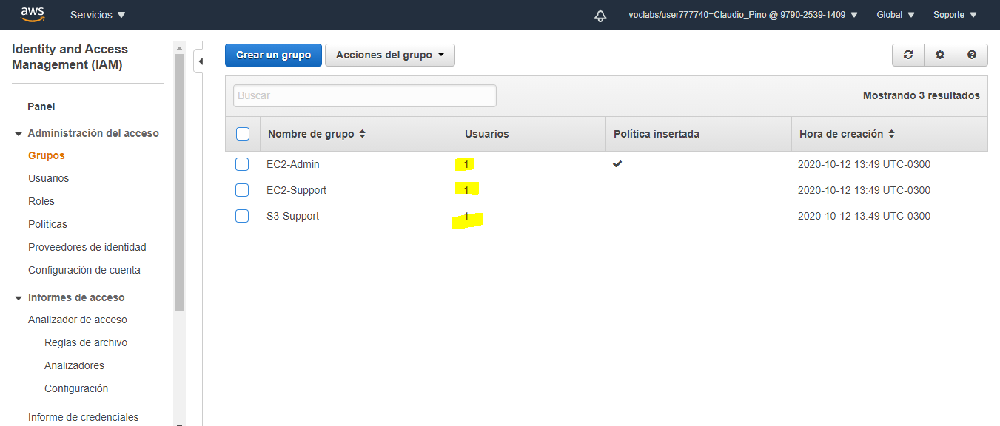 aws
Servicios
voclabs/user777740=Claudio_Pino @ 9790-2539-1409
Global
Soporte
Identity and Access
Management (IAM)
Panel
Administración del acceso
Grupos
Usuarios
Roles
Políticas
Proveedores de identidad
Configuración de cuenta
Informes de acceso
Analizador de acceso
Reglas de archivo
Analizadores
Configuración
Informe de credenciales
Crear un grupo
Acciones del grupo
Buscar
Mostrando 3 resultados
Nombre de grupo Usuarios Política insertada Hora de creación
EC2-Admin 1 2020-10-12 13:49 UTC-0300
EC2-Support 1 2020-10-12 13:49 UTC-0300
S3-Support 1 2020-10-12 13:49 UTC-0300